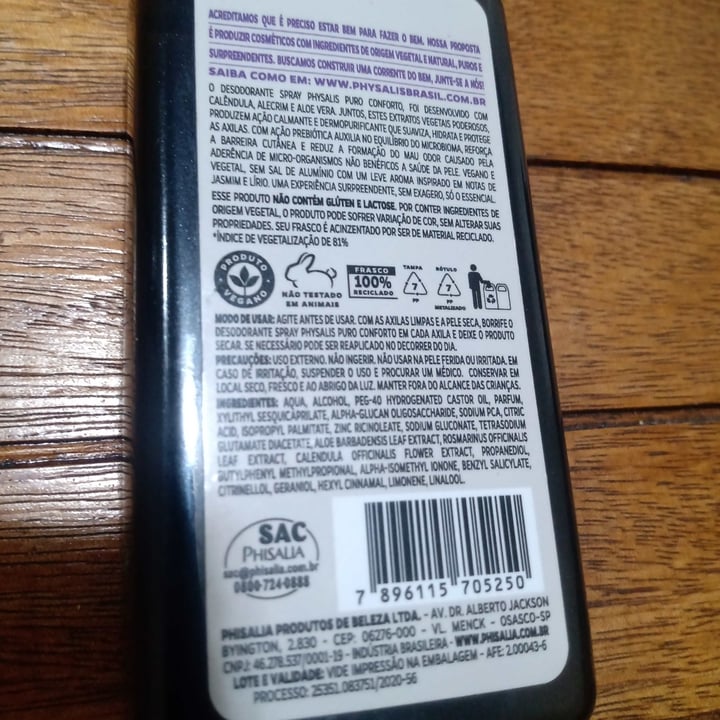 ACREDITAMOS QUE É PRECISO ESTAR BEM PARA FAZER O BEM. NOSSA PROPOSTA
É PRODUZIR COSMÉTICOS COM INGREDIENTES DE ORIGEM VEGETAL E NATURAL, PUROS E
SURPREENDENTES. BUSCAMOS CONSTRUIR UMA CORRENTE DO BEM, JUNTE-SE A NÓS!
SAIBA COMO EM: WWW.PHYSALISBRASIL.COM.BR
O DESODORANTE SPRAY PHYSALIS PURO CONFORTO, FOI DESENVOLVIDO COM
CALÊNDULA, ALECRIM E ALOE VERA. JUNTOS, ESTES EXTRATOS VEGETAIS PODEROSOS,
PRODUZEM AÇÃO CALMANTE E DERMOPURIFICANTE QUE SUAVIZA, HIDRATA E PROTEGE
AS AXILAS. COM AÇÃO PREBIÓTICA AUXILIA NO EQUILÍBRIO DO MICROBIOMA, REFORÇA
A BARREIRA CUTÂNEA E REDUZ A FORMAÇÃO DO MAU ODOR CAUSADO PELA
ADERÊNCIA DE MICRO-ORGANISMOS NÃO BENÉFICOS A SAÚDE DA PELE. VEGANO E
VEGETAL, SEM SAL DE ALUMÍNIO COM UM LEVE AROMA INSPIRADO EM NOTAS DE
JASMIM E LÍRIO. UMA EXPERIÊNCIA SURPREENDENTE, SEM EXAGERO, SÓ O ESSENCIAL.
ESSE PRODUTO NÃO CONTÉM GLÚTEN E LACTOSE. POR CONTER INGREDIENTES DE
ORIGEM VEGETAL, O PRODUTO PODE SOFRER VARIAÇÃO DE COR, SEM ALTERAR SUAS
PROPRIEDADES. SEU FRASCO É ACINZENTADO POR SER DE MATERIAL RECICLADO.
*ÍNDICE DE VEGETALIZAÇÃO DE 81%
PRODUTO VEGANO
NÃO TESTADO
EM ANIMAIS
FRASCO
100%
RECICLADO
TAMPA
7
PP
RÓTULO
7
PP
METALIZADO
MODO DE USAR: AGITE ANTES DE USAR. COM AS AXILAS LIMPAS E A PELE SECA, BORRIFE O
DESODORANTE SPRAY PHYSALIS PURO CONFORTO EM CADA AXILA E DEIXE O PRODUTO
SECAR. SE NECESSÁRIO PODE SER REAPLICADO NO DECORRER DO DIA.
PRECAUÇÕES: USO EXTERNO. NÃO INGERIR. NÃO USAR NA PELE FERIDA OU IRRITADA. EM
CASO DE IRRITAÇÃO, SUSPENDER O USO E PROCURAR UM MÉDICO. CONSERVAR EM
LOCAL SECO, FRESCO E AO ABRIGO DA LUZ. MANTER FORA DO ALCANCE DAS CRIANÇAS.
INGREDIENTES: AQUA, ALCOHOL, PEG-40 HYDROGENATED CASTOR OIL, PARFUM,
XYLITHYL SESQUICAPRILATE, ALPHA-GLUCAN OLIGOSACCHARIDE, SODIUM PCA, CITRIC
ACID, ISOPROPYL PALMITATE, ZINC RICINOLEATE, SODIUM GLUCONATE, TETRASODIUM
GLUTAMATE DIACETATE, ALOE BARBADENSIS LEAF EXTRACT, ROSMARINUS OFFICINALIS
LEAF EXTRACT, CALENDULA OFFICINALIS FLOWER EXTRACT, PROPANEDIOL,
BUTYLPHENYL METHYLPROPIONAL, ALPHA-ISOMETHYL IONONE, BENZYL SALICYLATE,
CITRINELLOL, GERANIOL, HEXYL CINNAMAL, LIMONENE, LINALOOL.
SAC
PHISALIA
sac@phisalia.com.br
0800-724-0888
7 896115 705250
PHISALIA PRODUTOS DE BELEZA LTDA. - AV. DR. ALBERTO JACKSON
BYINGTON, 2.830 - CEP: 06276-000 - VL. MENCK - OSASCO-SP
CNPJ: 46.278.537/0001-19 - INDÚSTRIA BRASILEIRA - WWW.PHISALIA.COM.BR
LOTE E VALIDADE: VIDE IMPRESSÃO NA EMBALAGEM - AFE: 2.00043-6
PROCESSO: 25351.083751/2020-56